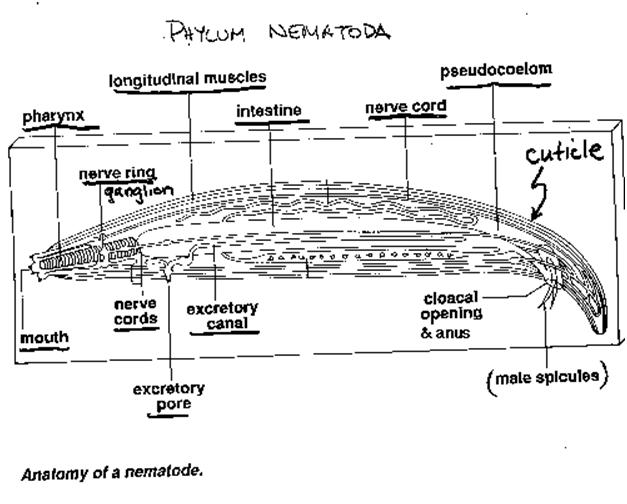 PHYLUM NEMATODA
longitudinal muscles
pseudocoelom
pharynx
intestine
nerve cord
cuticle
nerve ring
ganglion
mouth
nerve
cords
excretory
canal
excretory
pore
cloacal
opening
& anus
(male spicules)
Anatomy of a nematode.